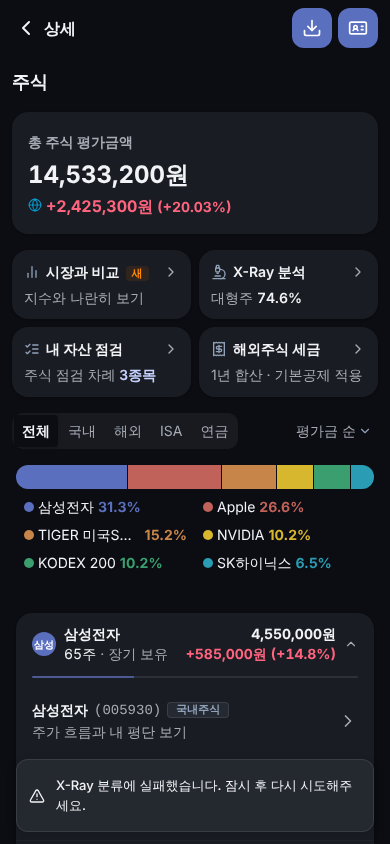 상세
주식
총 주식 평가금액
14,533,200원
+2,425,300원 (+20.03%)
시장과 비교 새
지수와 나란히 보기
X-Ray 분석
대형주 74.6%
내 자산 점검
주식 점검 차례 3종목
해외주식 세금
1년 합산 · 기본공제 적용
전체 국내 해외 ISA 연금 평가금 순
삼성전자 31.3% Apple 26.6%
TIGER 미국S... 15.2% NVIDIA 10.2%
KODEX 200 10.2% SK하이닉스 6.5%
삼성
삼성전자 4,550,000원
65주 · 장기 보유 +585,000원 (+14.8%)
삼성전자 (005930) 국내주식
주가 흐름과 내 평단 보기
X-Ray 분류에 실패했습니다. 잠시 후 다시 시도해주
세요.